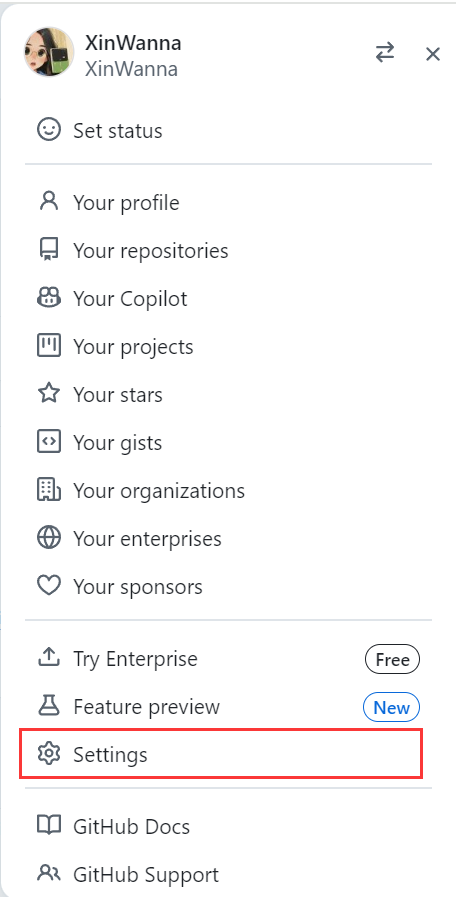 XinWanna
XinWanna
Set status
Your profile
Your repositories
Your Copilot
Your projects
Your stars
Your gists
Your organizations
Your enterprises
Your sponsors
Try Enterprise Free
Feature preview New
Settings
GitHub Docs
GitHub Support